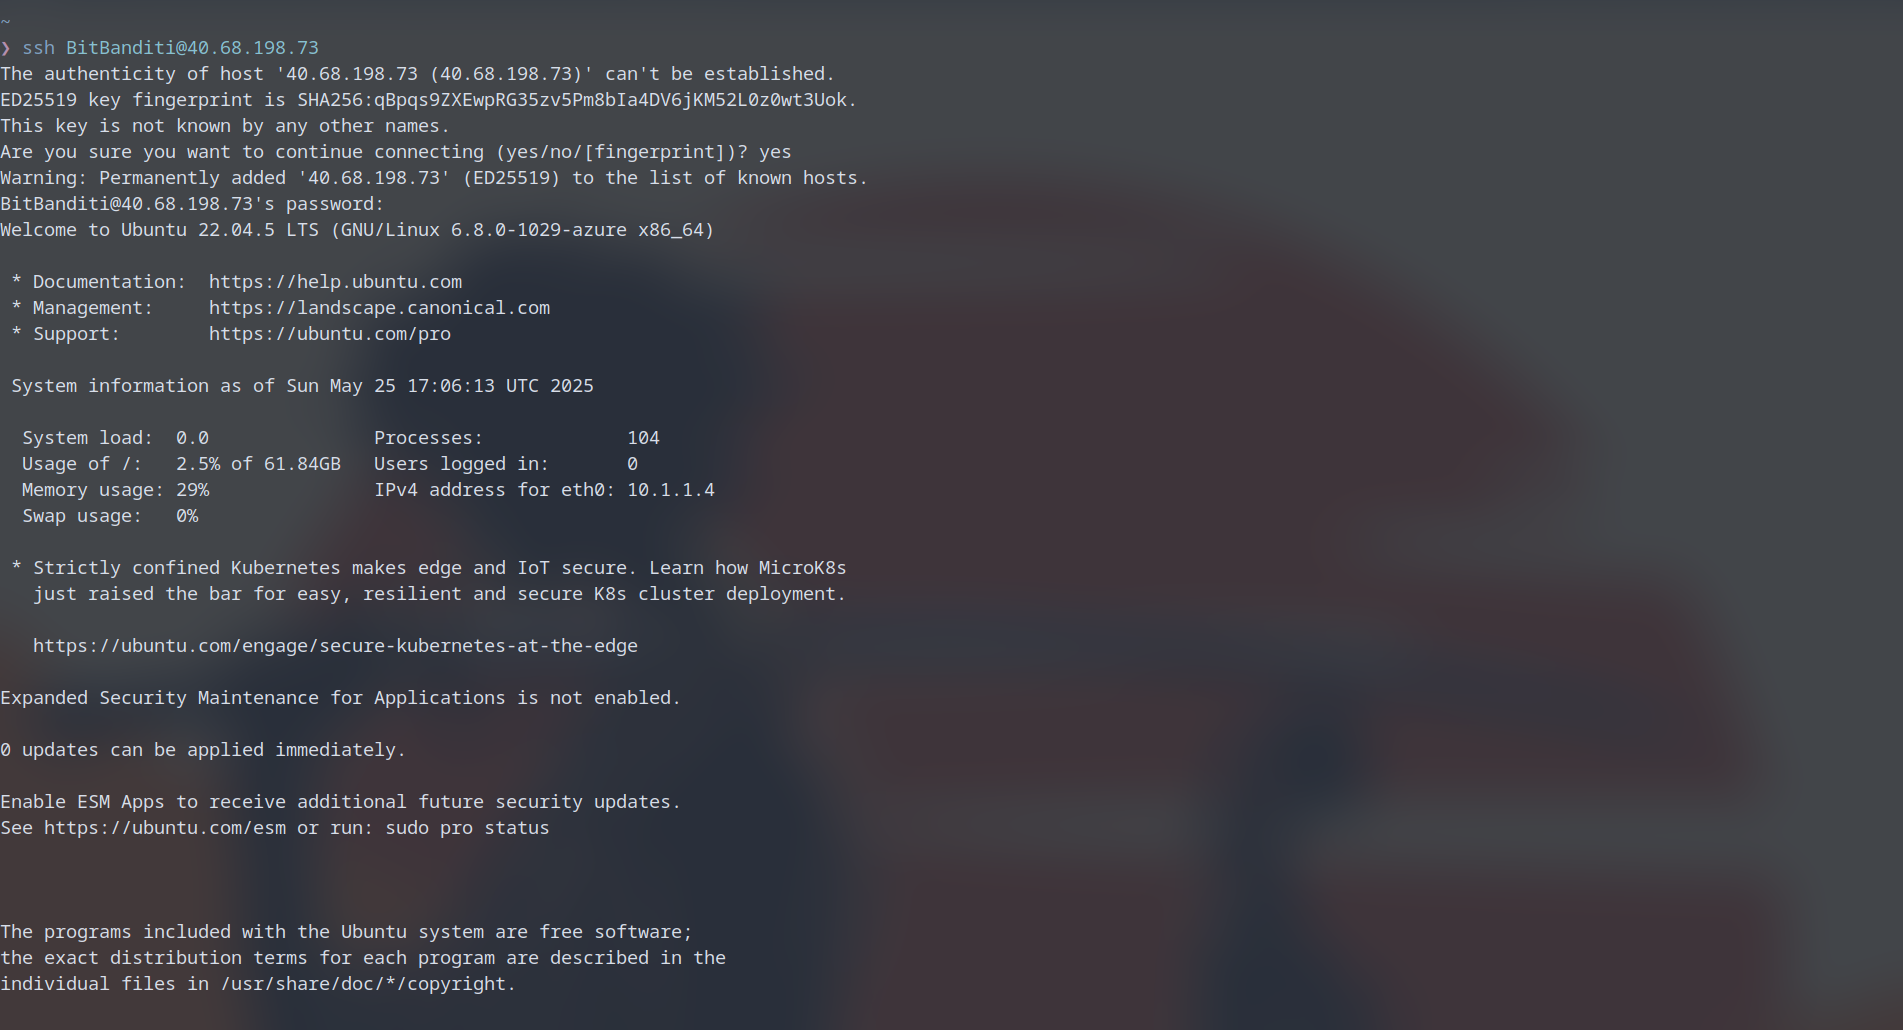 ~
❯ ssh BitBanditi@40.68.198.73
The authenticity of host '40.68.198.73 (40.68.198.73)' can't be established.
ED25519 key fingerprint is SHA256:qBpqs9ZXEwpRG35zv5Pm8bIa4DV6jKM52L0z0wt3Uok.
This key is not known by any other names.
Are you sure you want to continue connecting (yes/no/[fingerprint])? yes
Warning: Permanently added '40.68.198.73' (ED25519) to the list of known hosts.
BitBanditi@40.68.198.73's password:
Welcome to Ubuntu 22.04.5 LTS (GNU/Linux 6.8.0-1029-azure x86_64)
* Documentation:  https://help.ubuntu.com
* Management:     https://landscape.canonical.com
* Support:        https://ubuntu.com/pro
System information as of Sun May 25 17:06:13 UTC 2025
System load:  0.0               Processes:             104
Usage of /:   2.5% of 61.84GB   Users logged in:       0
Memory usage: 29%               IPv4 address for eth0: 10.1.1.4
Swap usage:   0%
* Strictly confined Kubernetes makes edge and IoT secure. Learn how MicroK8s
just raised the bar for easy, resilient and secure K8s cluster deployment.
https://ubuntu.com/engage/secure-kubernetes-at-the-edge
Expanded Security Maintenance for Applications is not enabled.
0 updates can be applied immediately.
Enable ESM Apps to receive additional future security updates.
See https://ubuntu.com/esm or run: sudo pro status
The programs included with the Ubuntu system are free software;
the exact distribution terms for each program are described in the
individual files in /usr/share/doc/*/copyright.